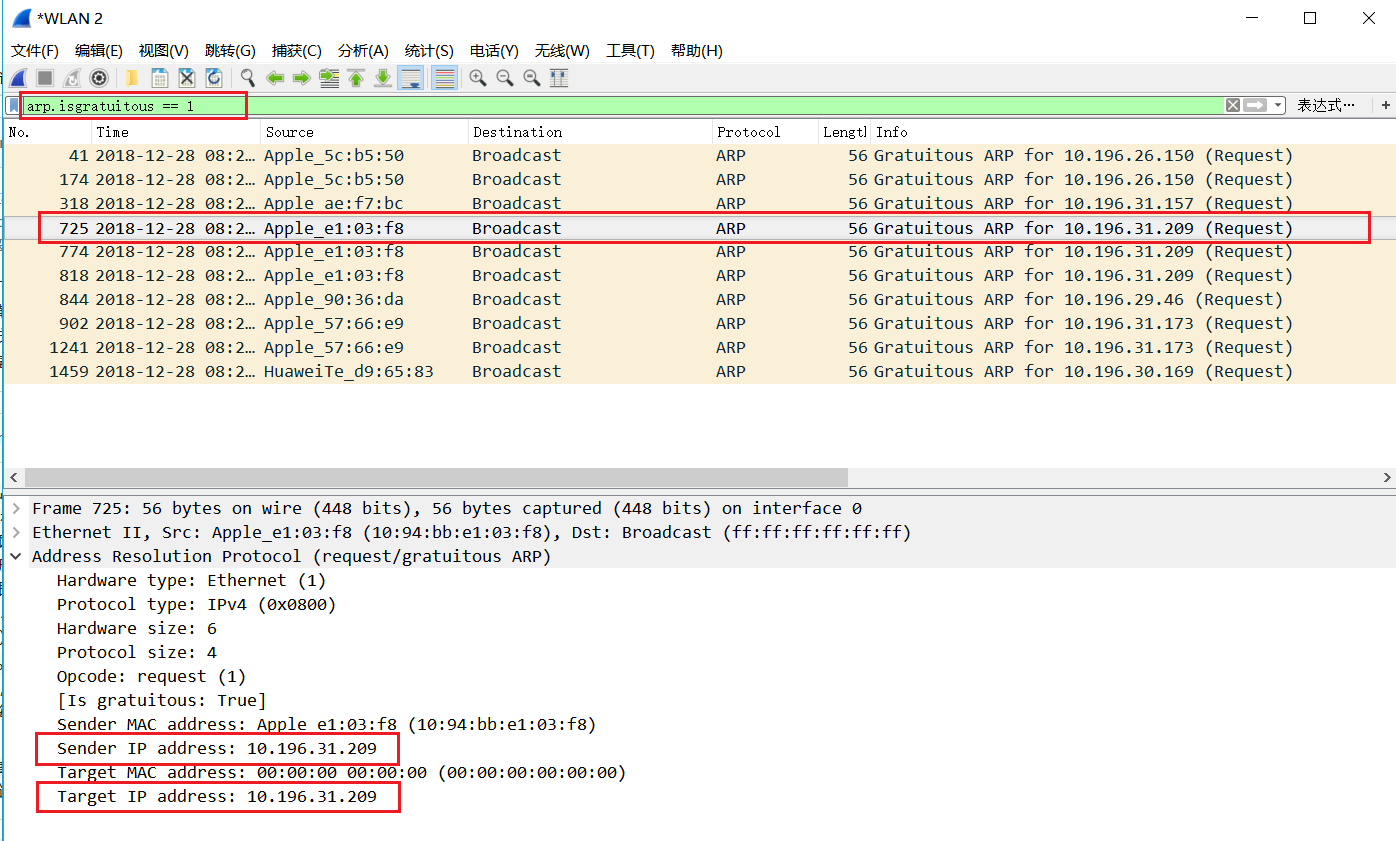 *WLAN 2
文件(F) 编辑(E) 视图(V) 跳转(G) 捕获(C) 分析(A) 统计(S) 电话(Y) 无线(W) 工具(T) 帮助(H)
arp.isgratuitous == 1 表达式… +
No. Time Source Destination Protocol Lengtl Info
41 2018-12-28 08:2… Apple_5c:b5:50 Broadcast ARP 56 Gratuitous ARP for 10.196.26.150 (Request)
174 2018-12-28 08:2… Apple_5c:b5:50 Broadcast ARP 56 Gratuitous ARP for 10.196.26.150 (Request)
318 2018-12-28 08:2… Apple_ae:f7:bc Broadcast ARP 56 Gratuitous ARP for 10.196.31.157 (Request)
725 2018-12-28 08:2… Apple_e1:03:f8 Broadcast ARP 56 Gratuitous ARP for 10.196.31.209 (Request)
774 2018-12-28 08:2… Apple_e1:03:f8 Broadcast ARP 56 Gratuitous ARP for 10.196.31.209 (Request)
818 2018-12-28 08:2… Apple_e1:03:f8 Broadcast ARP 56 Gratuitous ARP for 10.196.31.209 (Request)
844 2018-12-28 08:2… Apple_90:36:da Broadcast ARP 56 Gratuitous ARP for 10.196.29.46 (Request)
902 2018-12-28 08:2… Apple_57:66:e9 Broadcast ARP 56 Gratuitous ARP for 10.196.31.173 (Request)
1241 2018-12-28 08:2… Apple_57:66:e9 Broadcast ARP 56 Gratuitous ARP for 10.196.31.173 (Request)
1459 2018-12-28 08:2… HuaweiTe_d9:65:83 Broadcast ARP 56 Gratuitous ARP for 10.196.30.169 (Request)
Frame 725: 56 bytes on wire (448 bits), 56 bytes captured (448 bits) on interface 0
Ethernet II, Src: Apple_e1:03:f8 (10:94:bb:e1:03:f8), Dst: Broadcast (ff:ff:ff:ff:ff:ff)
Address Resolution Protocol (request/gratuitous ARP)
Hardware type: Ethernet (1)
Protocol type: IPv4 (0x0800)
Hardware size: 6
Protocol size: 4
Opcode: request (1)
[Is gratuitous: True]
Sender MAC address: Apple_e1:03:f8 (10:94:bb:e1:03:f8)
Sender IP address: 10.196.31.209
Target MAC address: 00:00:00_00:00:00 (00:00:00:00:00:00)
Target IP address: 10.196.31.209